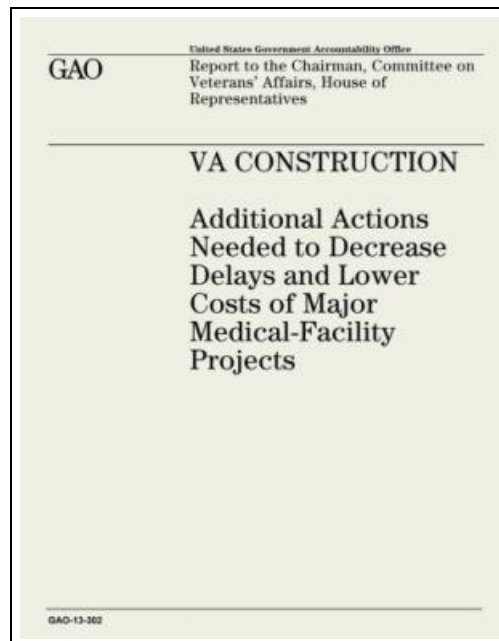 United States Government Accountability Office
GAO
Report to the Chairman, Committee on
Veterans' Affairs, House of
Representatives
VA CONSTRUCTION
Additional Actions
Needed to Decrease
Delays and Lower
Costs of Major
Medical-Facility
Projects
GAO-13-302